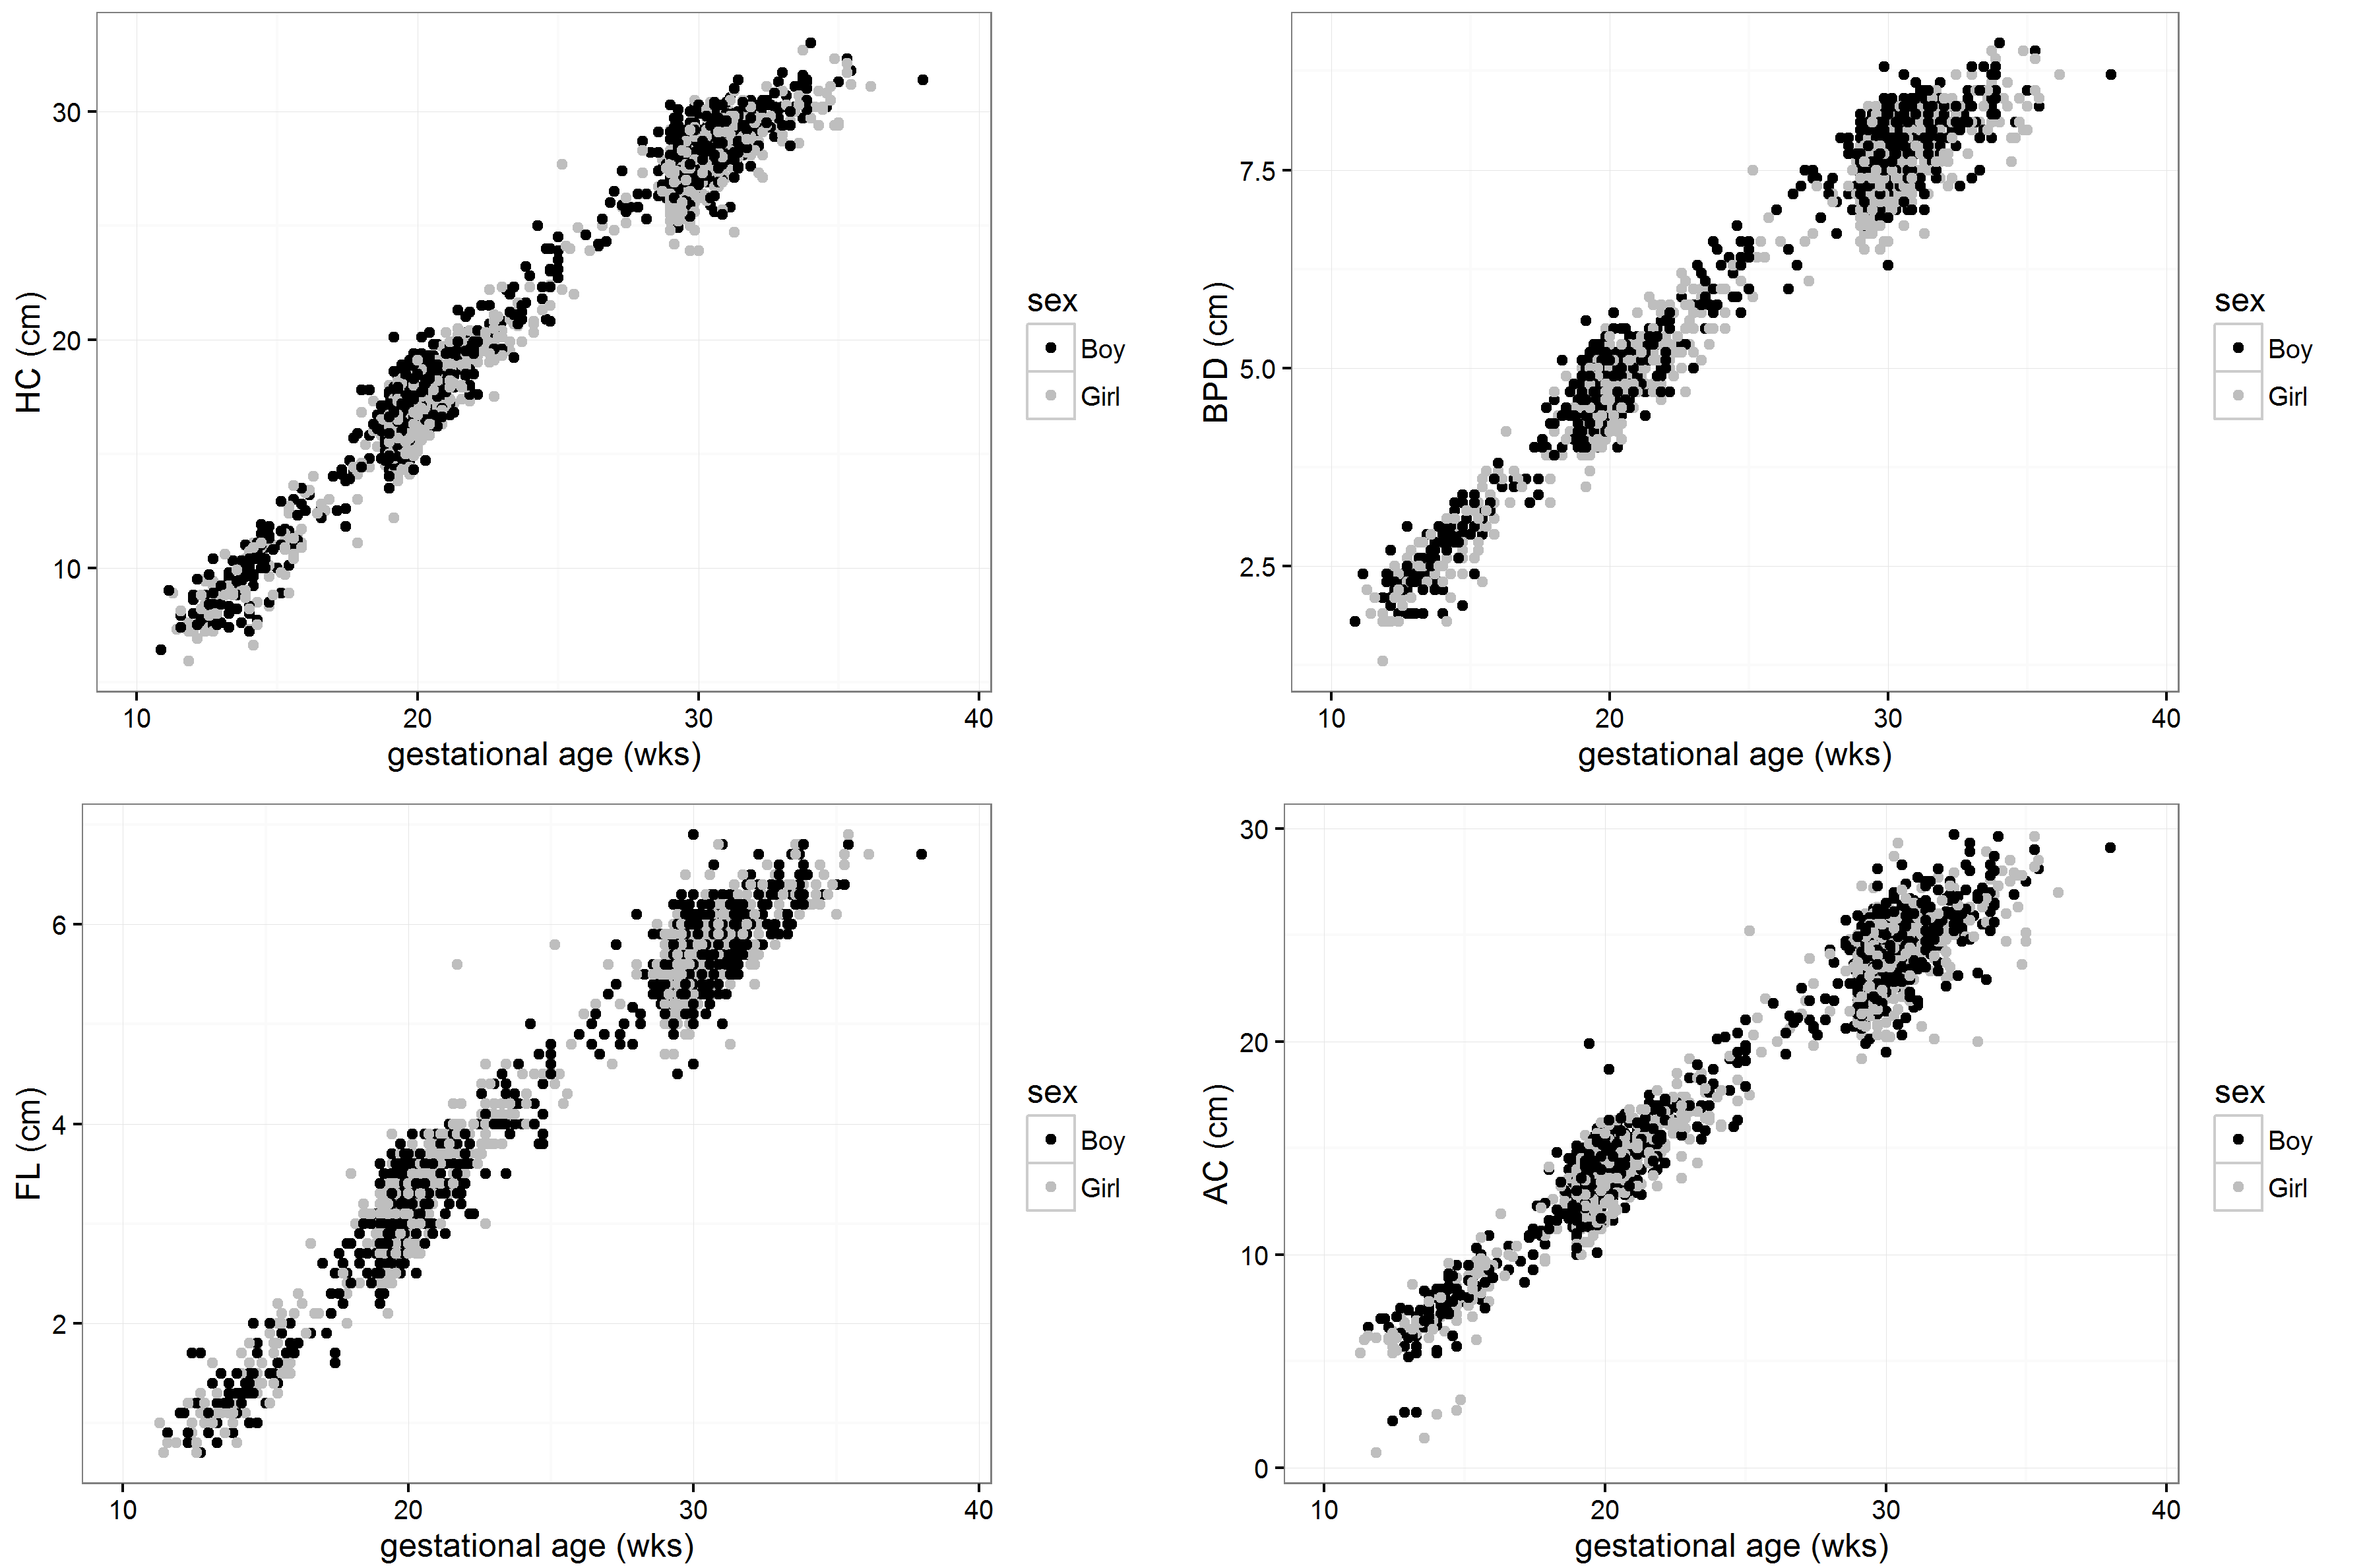 HC (cm)
30
20
10
10 20 30 40
gestational age (wks)
sex
Boy
Girl
BPD (cm)
7.5
5.0
2.5
10 20 30 40
gestational age (wks)
sex
Boy
Girl
FL (cm)
6
4
2
10 20 30 40
gestational age (wks)
sex
Boy
Girl
AC (cm)
30
20
10
0
10 20 30 40
gestational age (wks)
sex
Boy
Girl